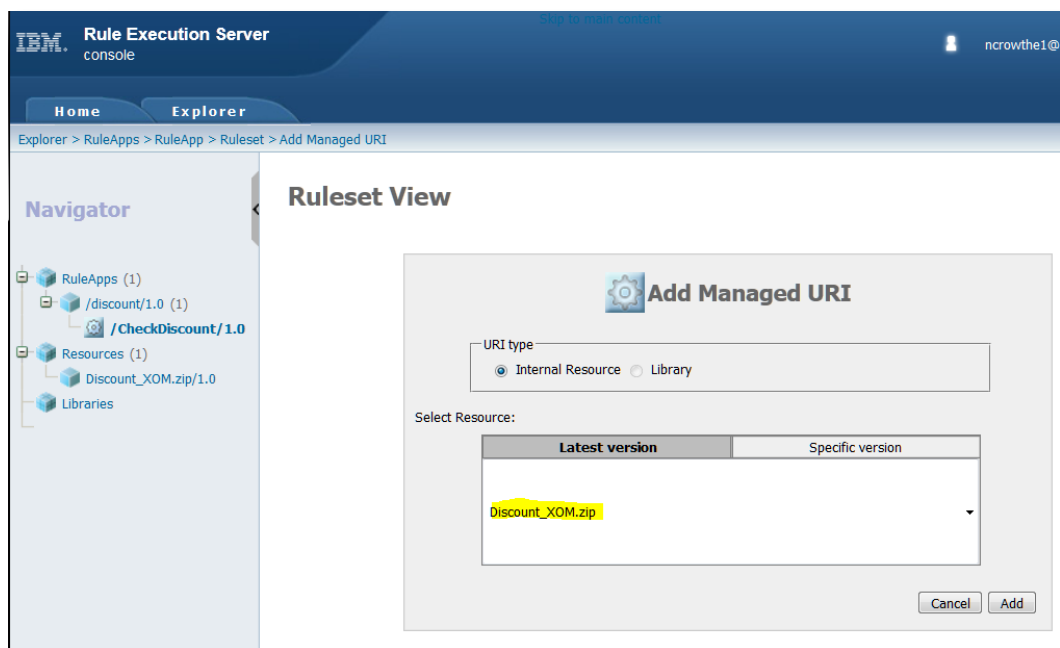 Skip to main content
IBM. Rule Execution Server
console
ncrowthe1@
Home Explorer
Explorer > RuleApps > RuleApp > Ruleset > Add Managed URI
Navigator
RuleApps (1)
/discount/1.0 (1)
/CheckDiscount/1.0
Resources (1)
Discount_XOM.zip/1.0
Libraries
Ruleset View
Add Managed URI
URI type
Internal Resource Library
Select Resource:
Latest version Specific version
Discount_XOM.zip
Cancel Add